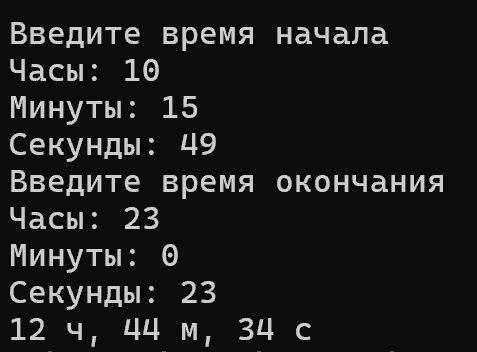 Введите время начала
Часы: 10
Минуты: 15
Секунды: 49
Введите время окончания
Часы: 23
Минуты: 0
Секунды: 23
12 ч, 44 м, 34 с